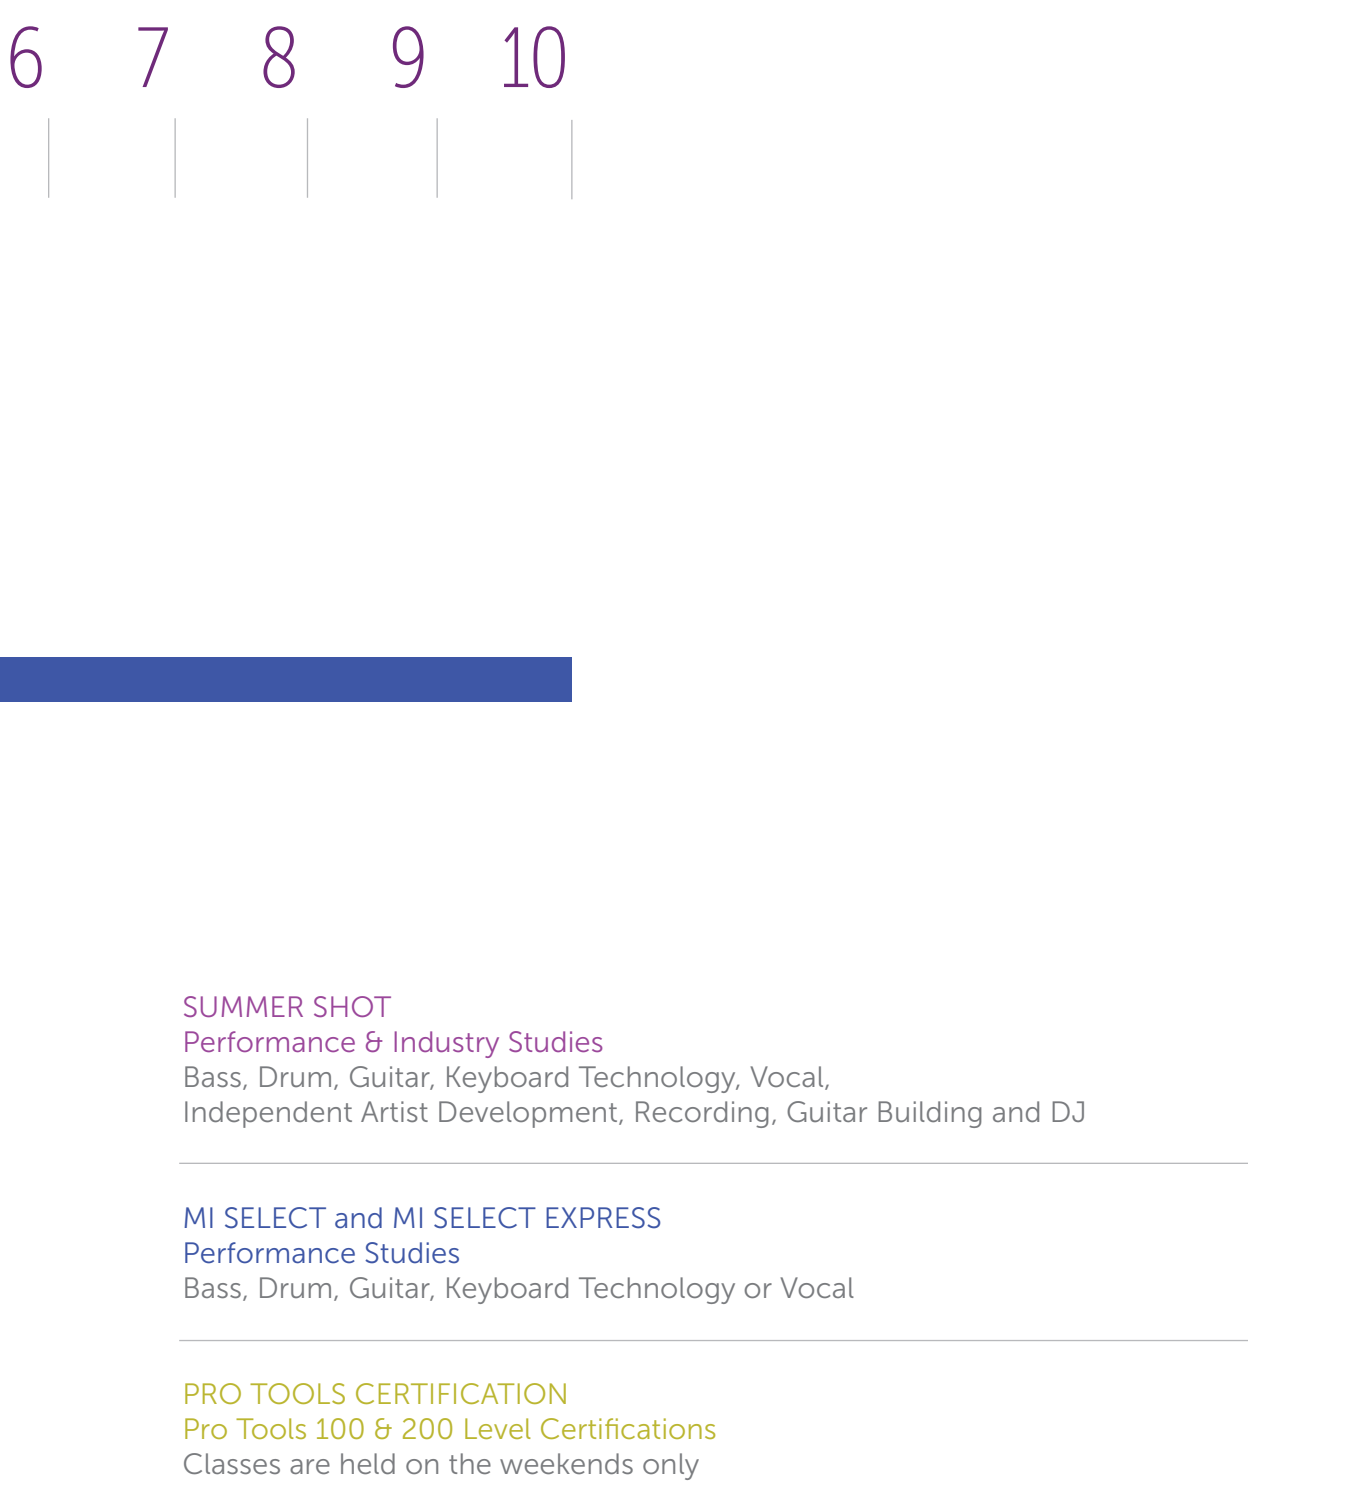 6 7 8 9 10
SUMMER SHOT
Performance & Industry Studies
Bass, Drum, Guitar, Keyboard Technology, Vocal,
Independent Artist Development, Recording, Guitar Building and DJ
MI SELECT and MI SELECT EXPRESS
Performance Studies
Bass, Drum, Guitar, Keyboard Technology or Vocal
PRO TOOLS CERTIFICATION
Pro Tools 100 & 200 Level Certifications
Classes are held on the weekends only